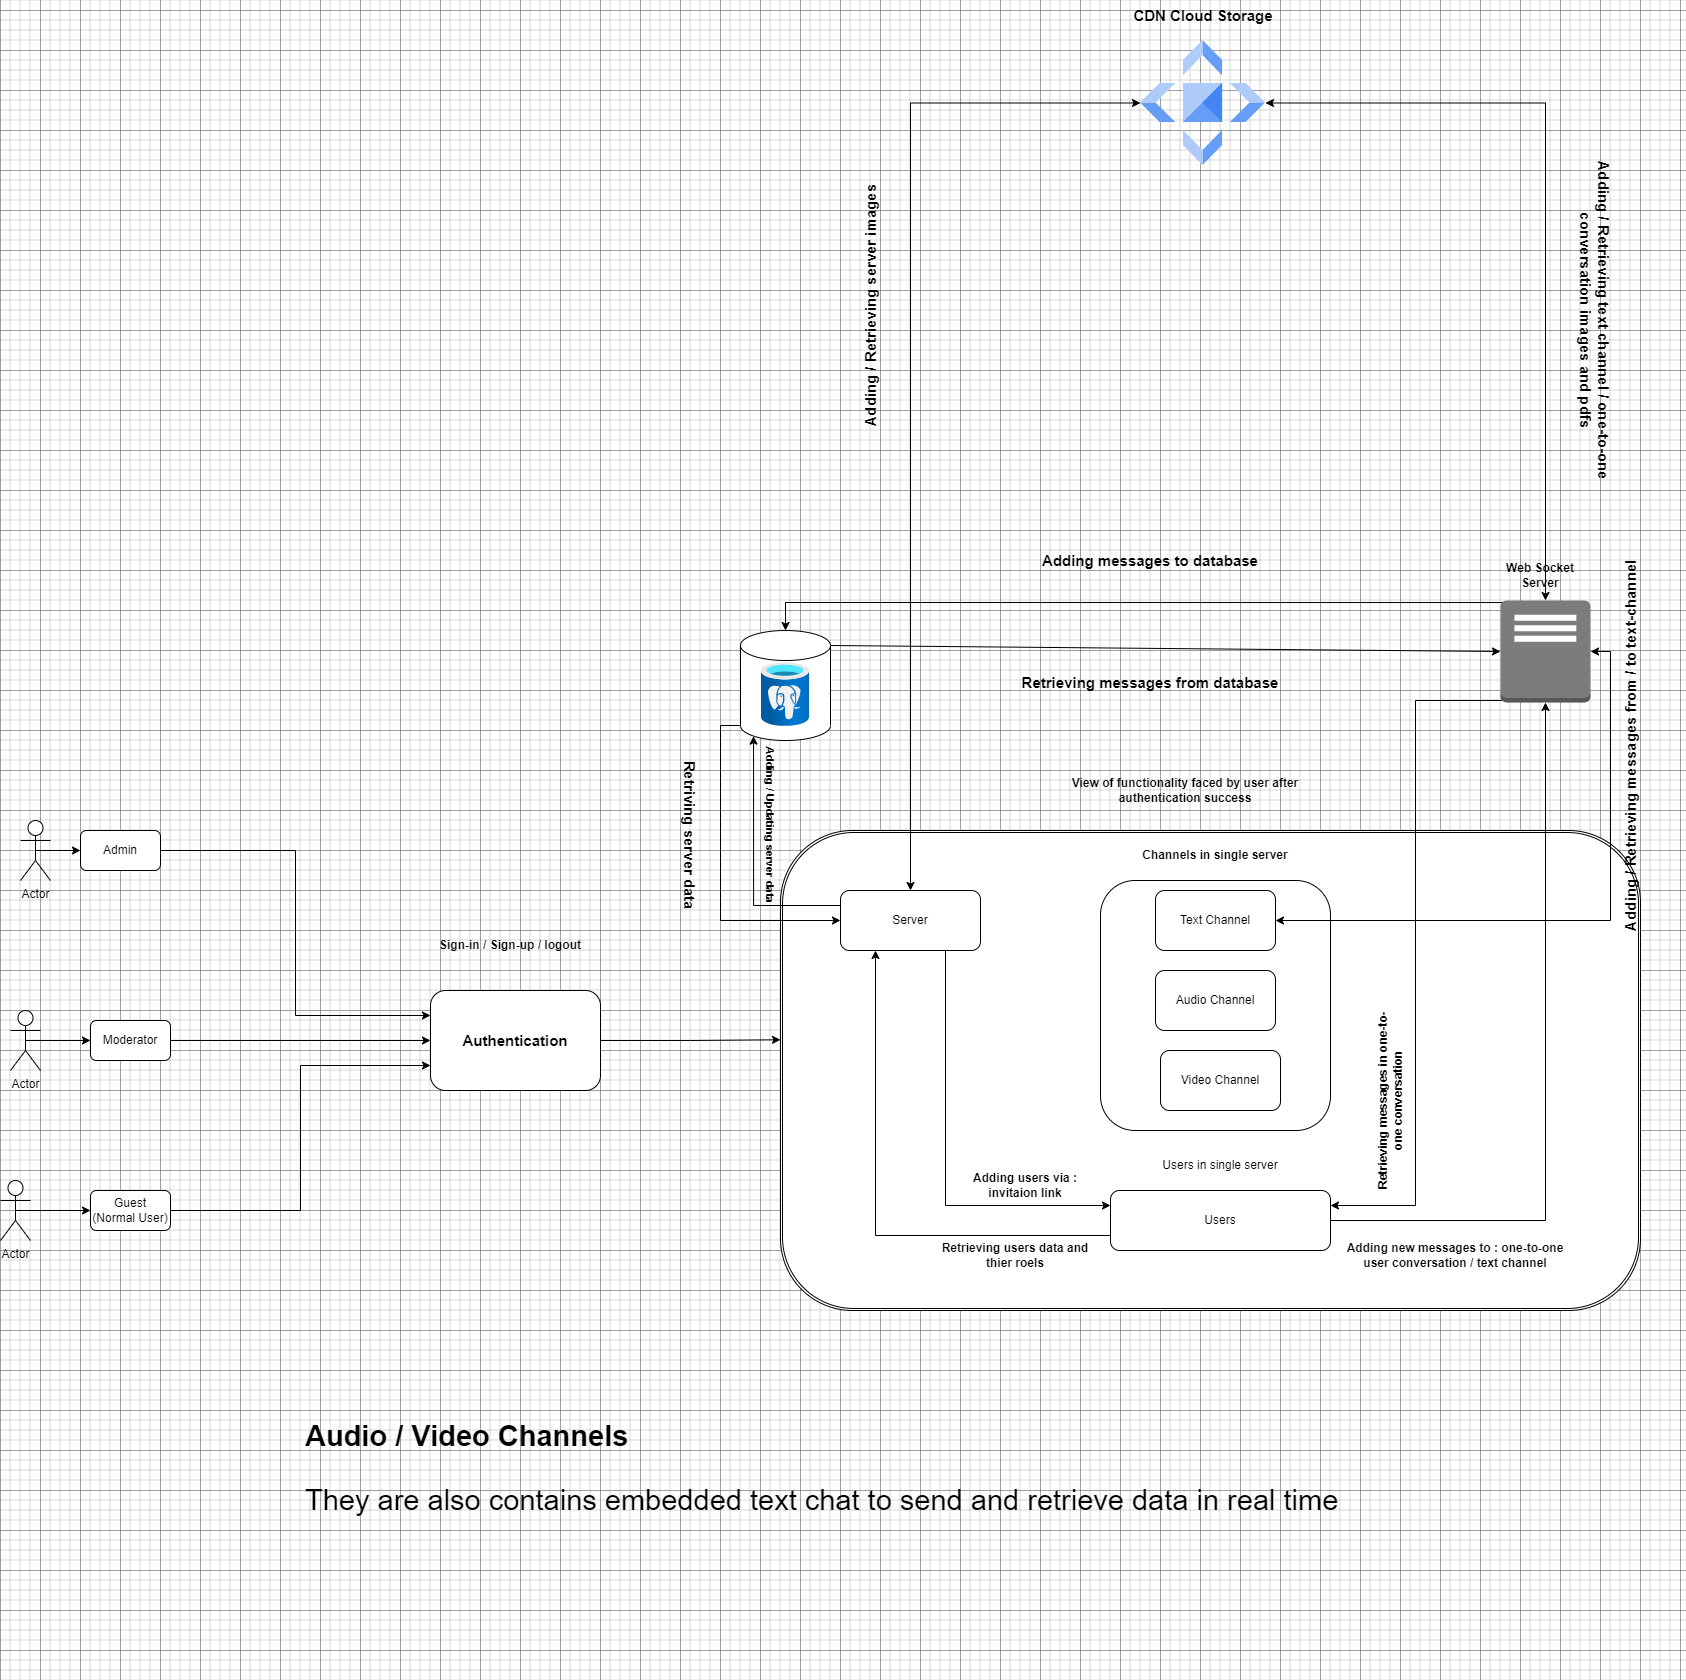 CDN Cloud Storage
Adding / Retrieving server images
Adding / Retrieving text channel / one-to-one
conversation images and pdfs
Adding messages to database
Web Socket
Server
Retrieving messages from database
Adding / Retrieving messages from / to text-channel
Retriving server data
Adding / Updating server data
View of functionality faced by user after
authentication success
Admin
Actor
Channels in single server
Server
Text Channel
Sign-in / Sign-up / logout
Audio Channel
Authentication
Moderator
Actor
Video Channel
Retrieving messages in one-to-
one conversation
Users in single server
Adding users via :
invitaion link
Guest
(Normal User)
Actor
Users
Retrieving users data and
thier roels
Adding new messages to : one-to-one
user conversation / text channel
Audio / Video Channels
They are also contains embedded text chat to send and retrieve data in real time